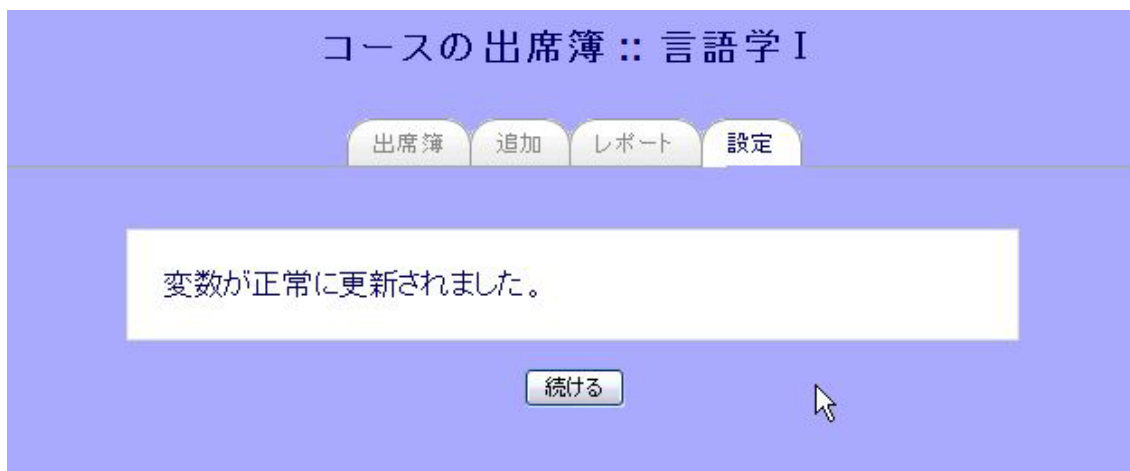 コースの出席簿 :: 言語学 I
出席簿 追加 レポート 設定
変数が正常に更新されました。
続ける